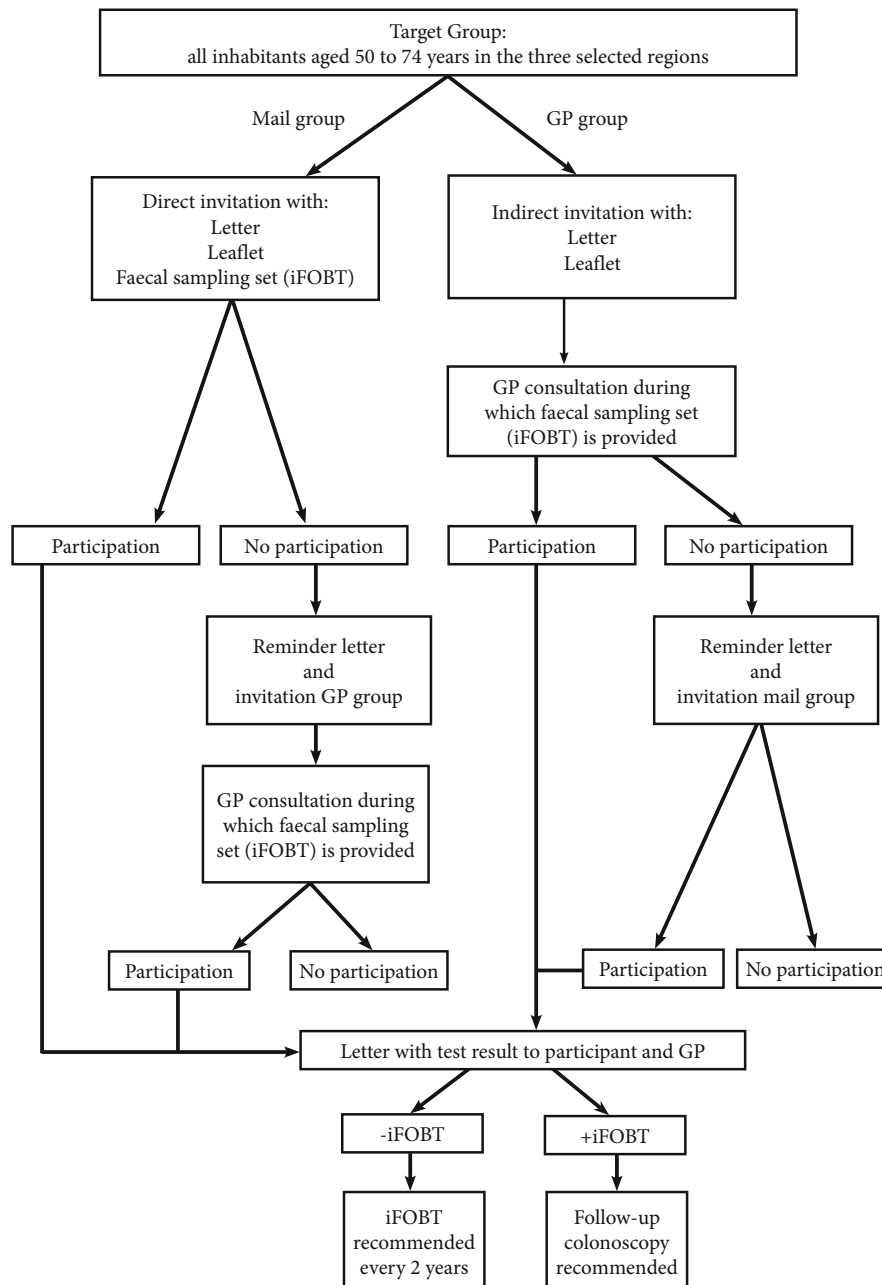 Target Group:
all inhabitants aged 50 to 74 years in the three selected regions
Mail group
GP group
Direct invitation with:
Letter
Leaflet
Faecal sampling set (iFOBT)
Indirect invitation with:
Letter
Leaflet
GP consultation during
which faecal sampling set
(iFOBT) is provided
Participation
No participation
Participation
No participation
Reminder letter
and
invitation GP group
Reminder letter
and
invitation mail group
GP consultation during
which faecal sampling
set (iFOBT) is provided
Participation
No participation
Participation
No participation
Letter with test result to participant and GP
-iFOBT
+iFOBT
iFOBT
recommended
every 2 years
Follow-up
colonoscopy
recommended